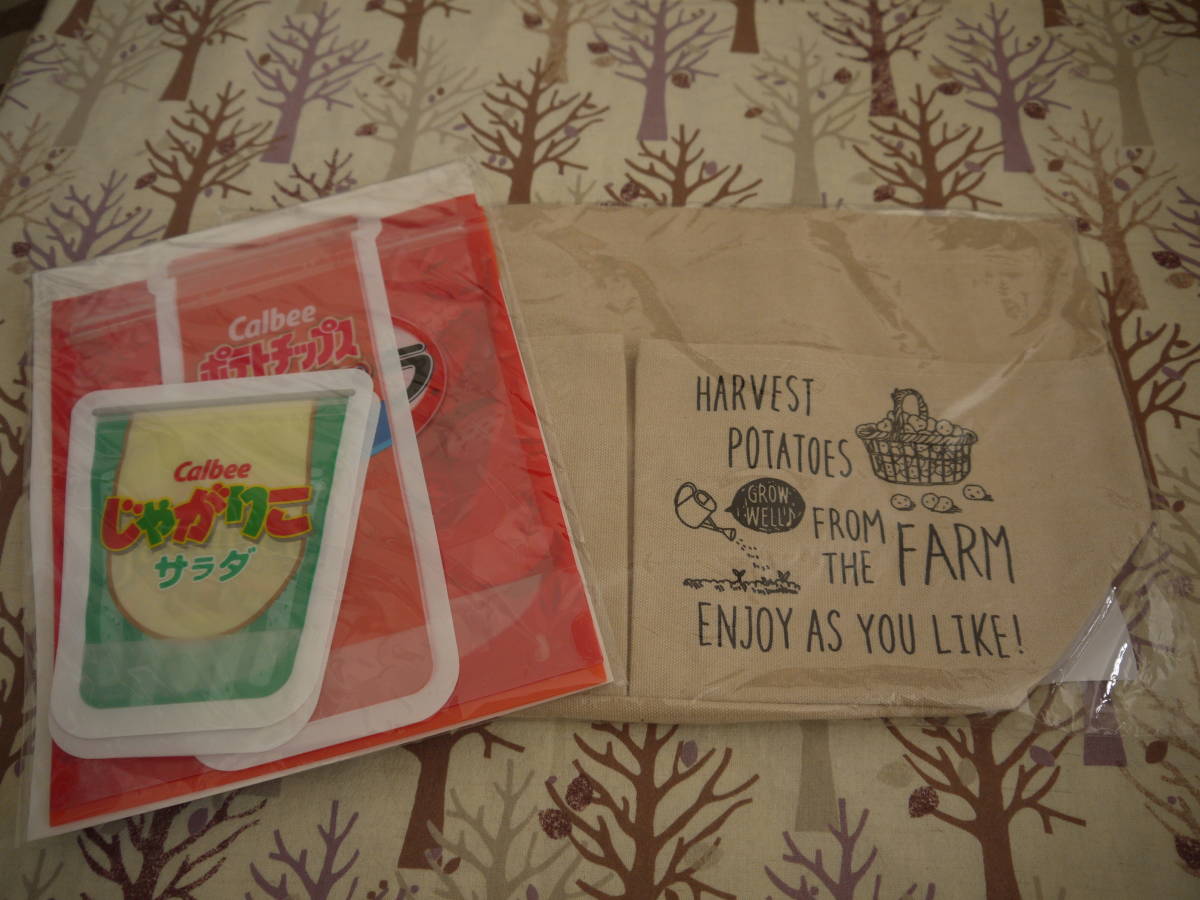 Calbee
ポテトチップス
ラ
Calbee
じゃがりこ
サラダ
HARVEST
POTATOES
GROW
WELL♪
FROM
THE FARM
ENJOY AS YOU LIKE!